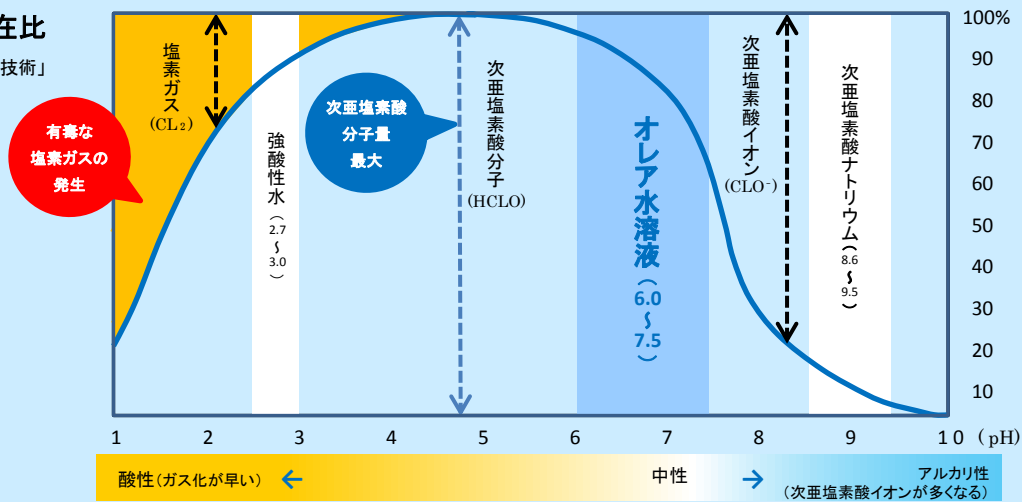 在比
技術」
有毒な
塩素ガスの
発生
塩素ガス
(CL₂)
強酸性水(2.7～3.0)
次亜塩素酸
分子量
最大
次亜塩素酸分子
(HCLO)
オレア水溶液(6.0～7.5)
次亜塩素酸イオン
(CLO⁻)
次亜塩素酸ナトリウム(8.6～9.5)
100%
90
80
70
60
50
40
30
20
10
1 2 3 4 5 6 7 8 9 10 (pH)
酸性(ガス化が早い) ← 中性 → アルカリ性
(次亜塩素酸イオンが多くなる)